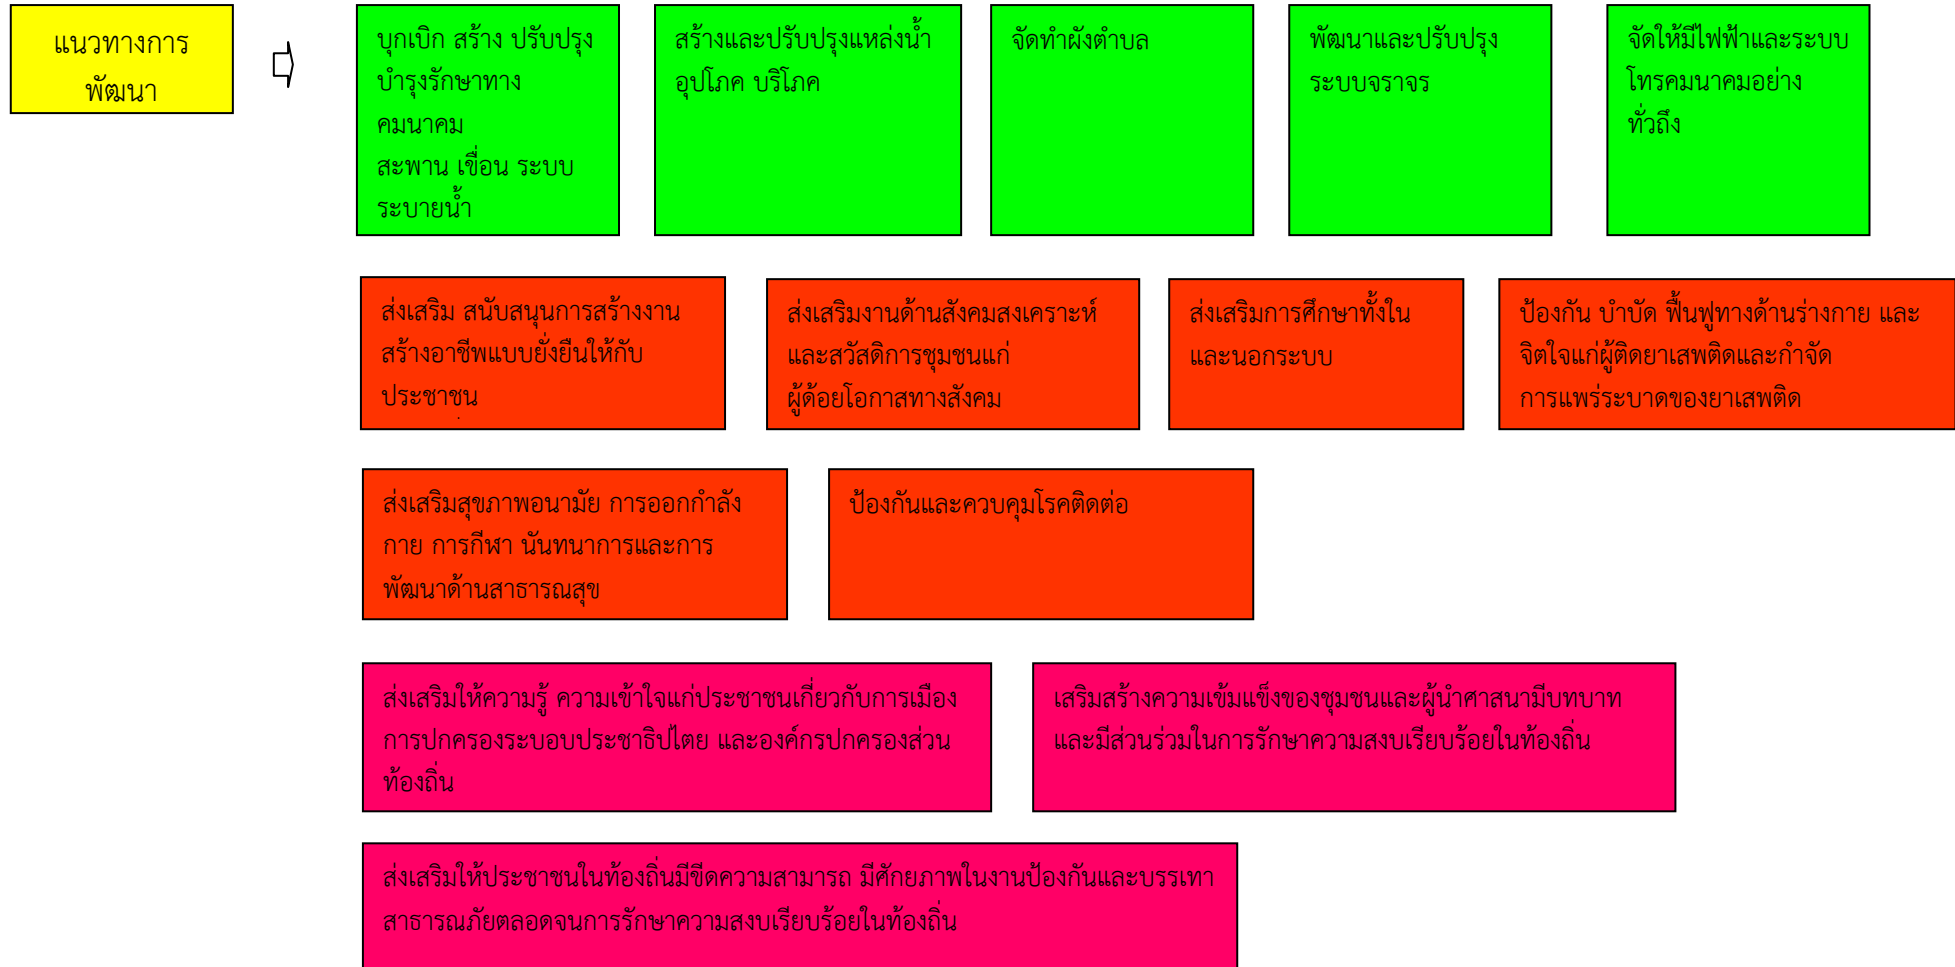 แนวทางการ
พัฒนา
บุกเบิก สร้าง ปรับปรุง
บำรุงรักษาทาง
คมนาคม
สะพาน เขื่อน ระบบ
ระบายน้ำ
สร้างและปรับปรุงแหล่งน้ำ
อุปโภค บริโภค
จัดทำผังตำบล
พัฒนาและปรับปรุง
ระบบจราจร
จัดให้มีไฟฟ้าและระบบ
โทรคมนาคมอย่าง
ทั่วถึง
ส่งเสริม สนับสนุนการสร้างงาน
สร้างอาชีพแบบยั่งยืนให้กับ
ประชาชน
ส่งเสริมงานด้านสังคมสงเคราะห์
และสวัสดิการชุมชนแก่
ผู้ด้อยโอกาสทางสังคม
ส่งเสริมการศึกษาทั้งใน
และนอกระบบ
ป้องกัน บำบัด ฟื้นฟูทางด้านร่างกาย และ
จิตใจแก่ผู้ติดยาเสพติดและกำจัด
การแพร่ระบาดของยาเสพติด
ส่งเสริมสุขภาพอนามัย การออกกำลัง
กาย การกีฬา นันทนาการและการ
พัฒนาด้านสาธารณสุข
ป้องกันและควบคุมโรคติดต่อ
ส่งเสริมให้ความรู้ ความเข้าใจแก่ประชาชนเกี่ยวกับการเมือง
การปกครองระบอบประชาธิปไตย และองค์กรปกครองส่วน
ท้องถิ่น
เสริมสร้างความเข้มแข็งของชุมชนและผู้นำศาสนามีบทบาท
และมีส่วนร่วมในการรักษาความสงบเรียบร้อยในท้องถิ่น
ส่งเสริมให้ประชาชนในท้องถิ่นมีขีดความสามารถ มีศักยภาพในงานป้องกันและบรรเทา
สาธารณภัยตลอดจนการรักษาความสงบเรียบร้อยในท้องถิ่น